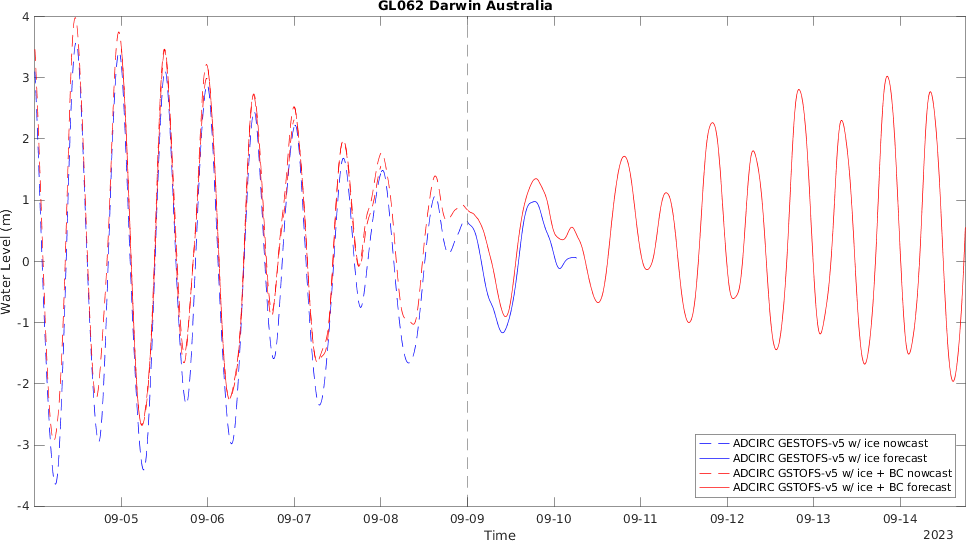 GL062 Darwin Australia
4
3
2
1
0
-1
-2
-3
-4
Water Level (m)
ADCIRC GESTOFS-v5 w/ ice nowcast
ADCIRC GESTOFS-v5 w/ ice forecast
ADCIRC GSTOFS-v5 w/ ice + BC nowcast
ADCIRC GSTOFS-v5 w/ ice + BC forecast
09-05 09-06 09-07 09-08 09-09 09-10 09-11 09-12 09-13 09-14
Time
2023